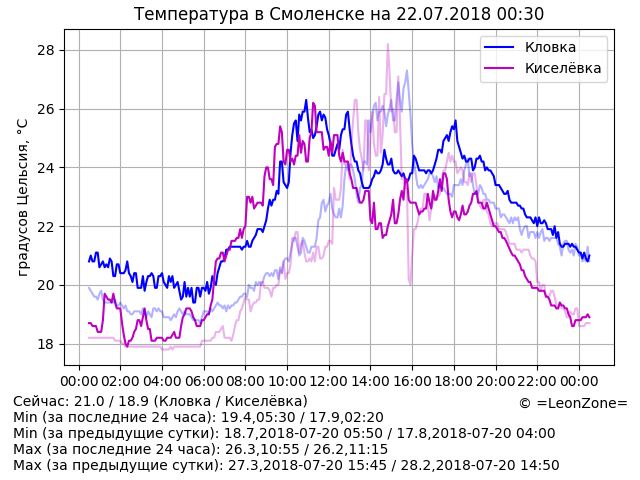 Температура в Смоленске на 22.07.2018 00:30
градусов Цельсия, °C
28
26
24
22
20
18
Кловка
Киселёвка
00:00 02:00 04:00 06:00 08:00 10:00 12:00 14:00 16:00 18:00 20:00 22:00 00:00
Сейчас: 21.0 / 18.9 (Кловка / Киселёвка)
© =LeonZone=
Min (за последние 24 часа): 19.4,05:30 / 17.9,02:20
Min (за предыдущие сутки): 18.7,2018-07-20 05:50 / 17.8,2018-07-20 04:00
Max (за последние 24 часа): 26.3,10:55 / 26.2,11:15
Max (за предыдущие сутки): 27.3,2018-07-20 15:45 / 28.2,2018-07-20 14:50